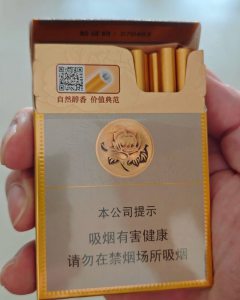 自然醇香 价值典范
本公司提示
吸烟有害健康
请勿在禁烟场所吸烟